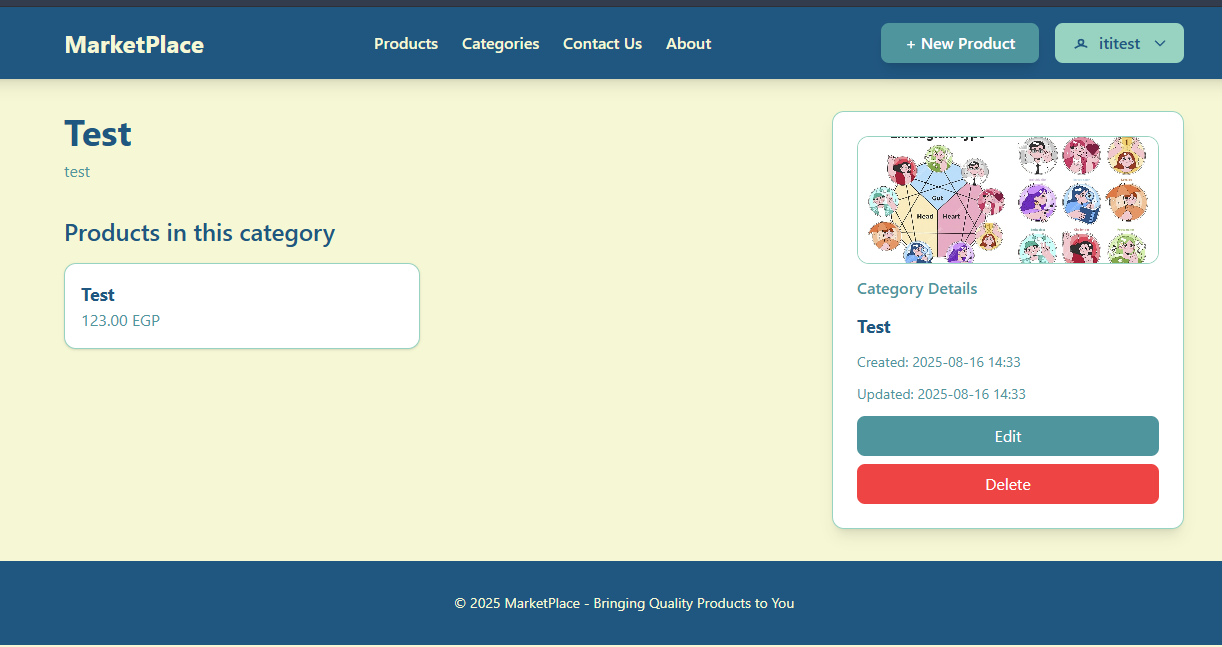 MarketPlace
Products
Categories
Contact Us
About
+ New Product
ititest
Test
test
Products in this category
Test
123.00 EGP
Gut
Head
Heart
Category Details
Test
Created: 2025-08-16 14:33
Updated: 2025-08-16 14:33
Edit
Delete
© 2025 MarketPlace - Bringing Quality Products to You